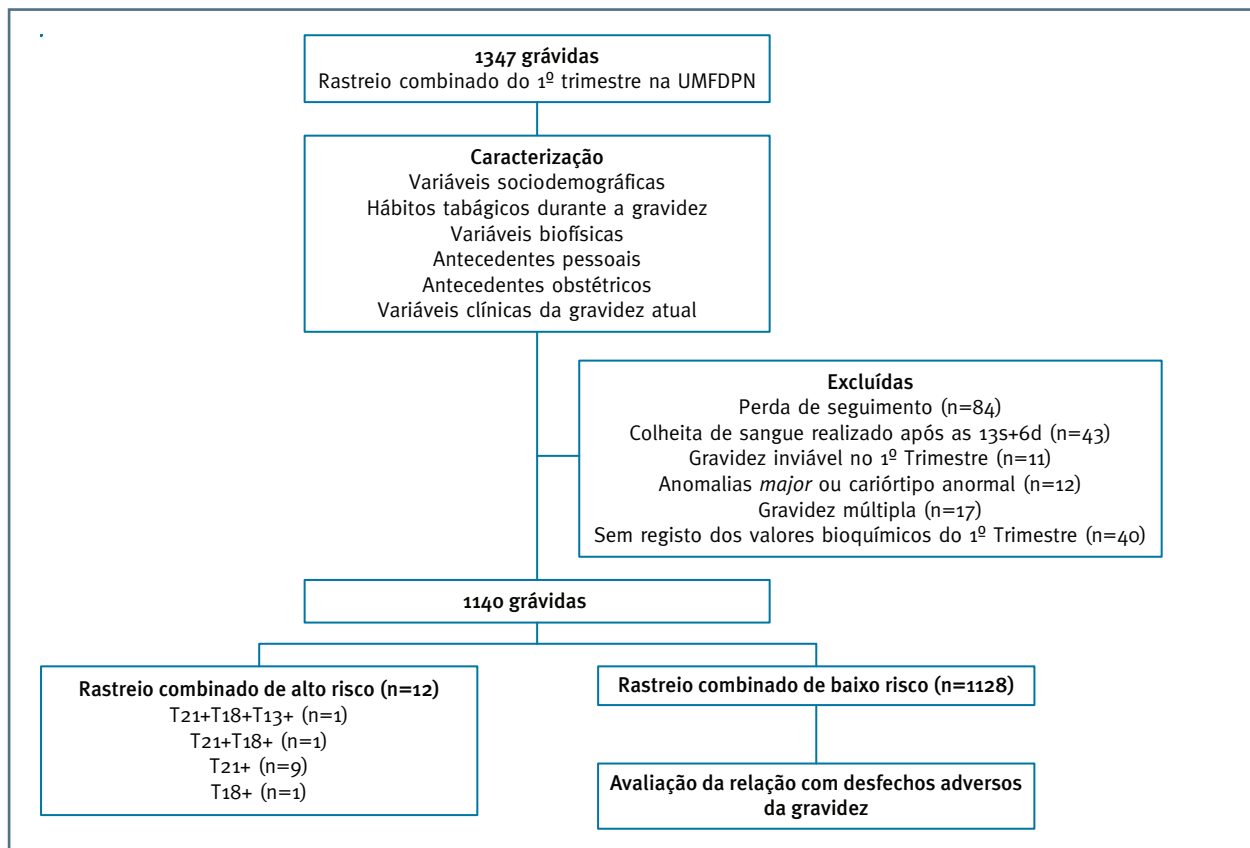 1347 grávidas
Rastreio combinado do 1º trimestre na UMFDPN
Caracterização
Variáveis sociodemográficas
Hábitos tabágicos durante a gravidez
Variáveis biofísicas
Antecedentes pessoais
Antecedentes obstétricos
Variáveis clínicas da gravidez atual
Excluídas
Perda de seguimento (n=84)
Colheita de sangue realizado após as 13s+6d (n=43)
Gravidez inviável no 1º Trimestre (n=11)
Anomalias major ou cariórtipo anormal (n=12)
Gravidez múltipla (n=17)
Sem registo dos valores bioquímicos do 1º Trimestre (n=40)
1140 grávidas
Rastreio combinado de alto risco (n=12)
T21+T18+T13+ (n=1)
T21+T18+ (n=1)
T21+ (n=9)
T18+ (n=1)
Rastreio combinado de baixo risco (n=1128)
Avaliação da relação com desfechos adversos
da gravidez